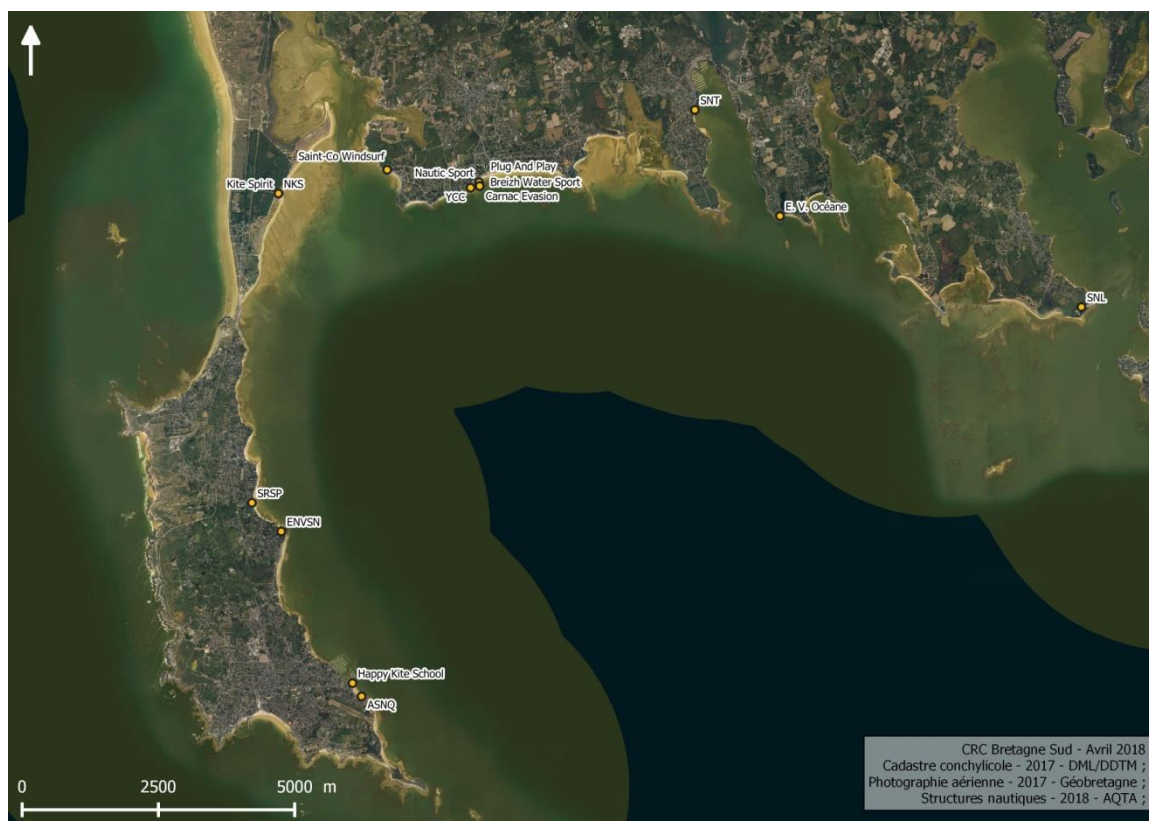 SNT
Saint-Co Windsurf
Plug And Play
Nautic Sport
Kite Spirit
NKS
Breizh Water Sport
YCC
Carnac Evasion
E. V. Océane
SNL
SRSP
ENVSN
Happy Kite School
ASNQ
0 2500 5000 m
CRC Bretagne Sud - Avril 2018
Cadastre conchylicole - 2017 - DML/DDTM ;
Photographie aérienne - 2017 - Géobretagne ;
Structures nautiques - 2018 - AQTA ;